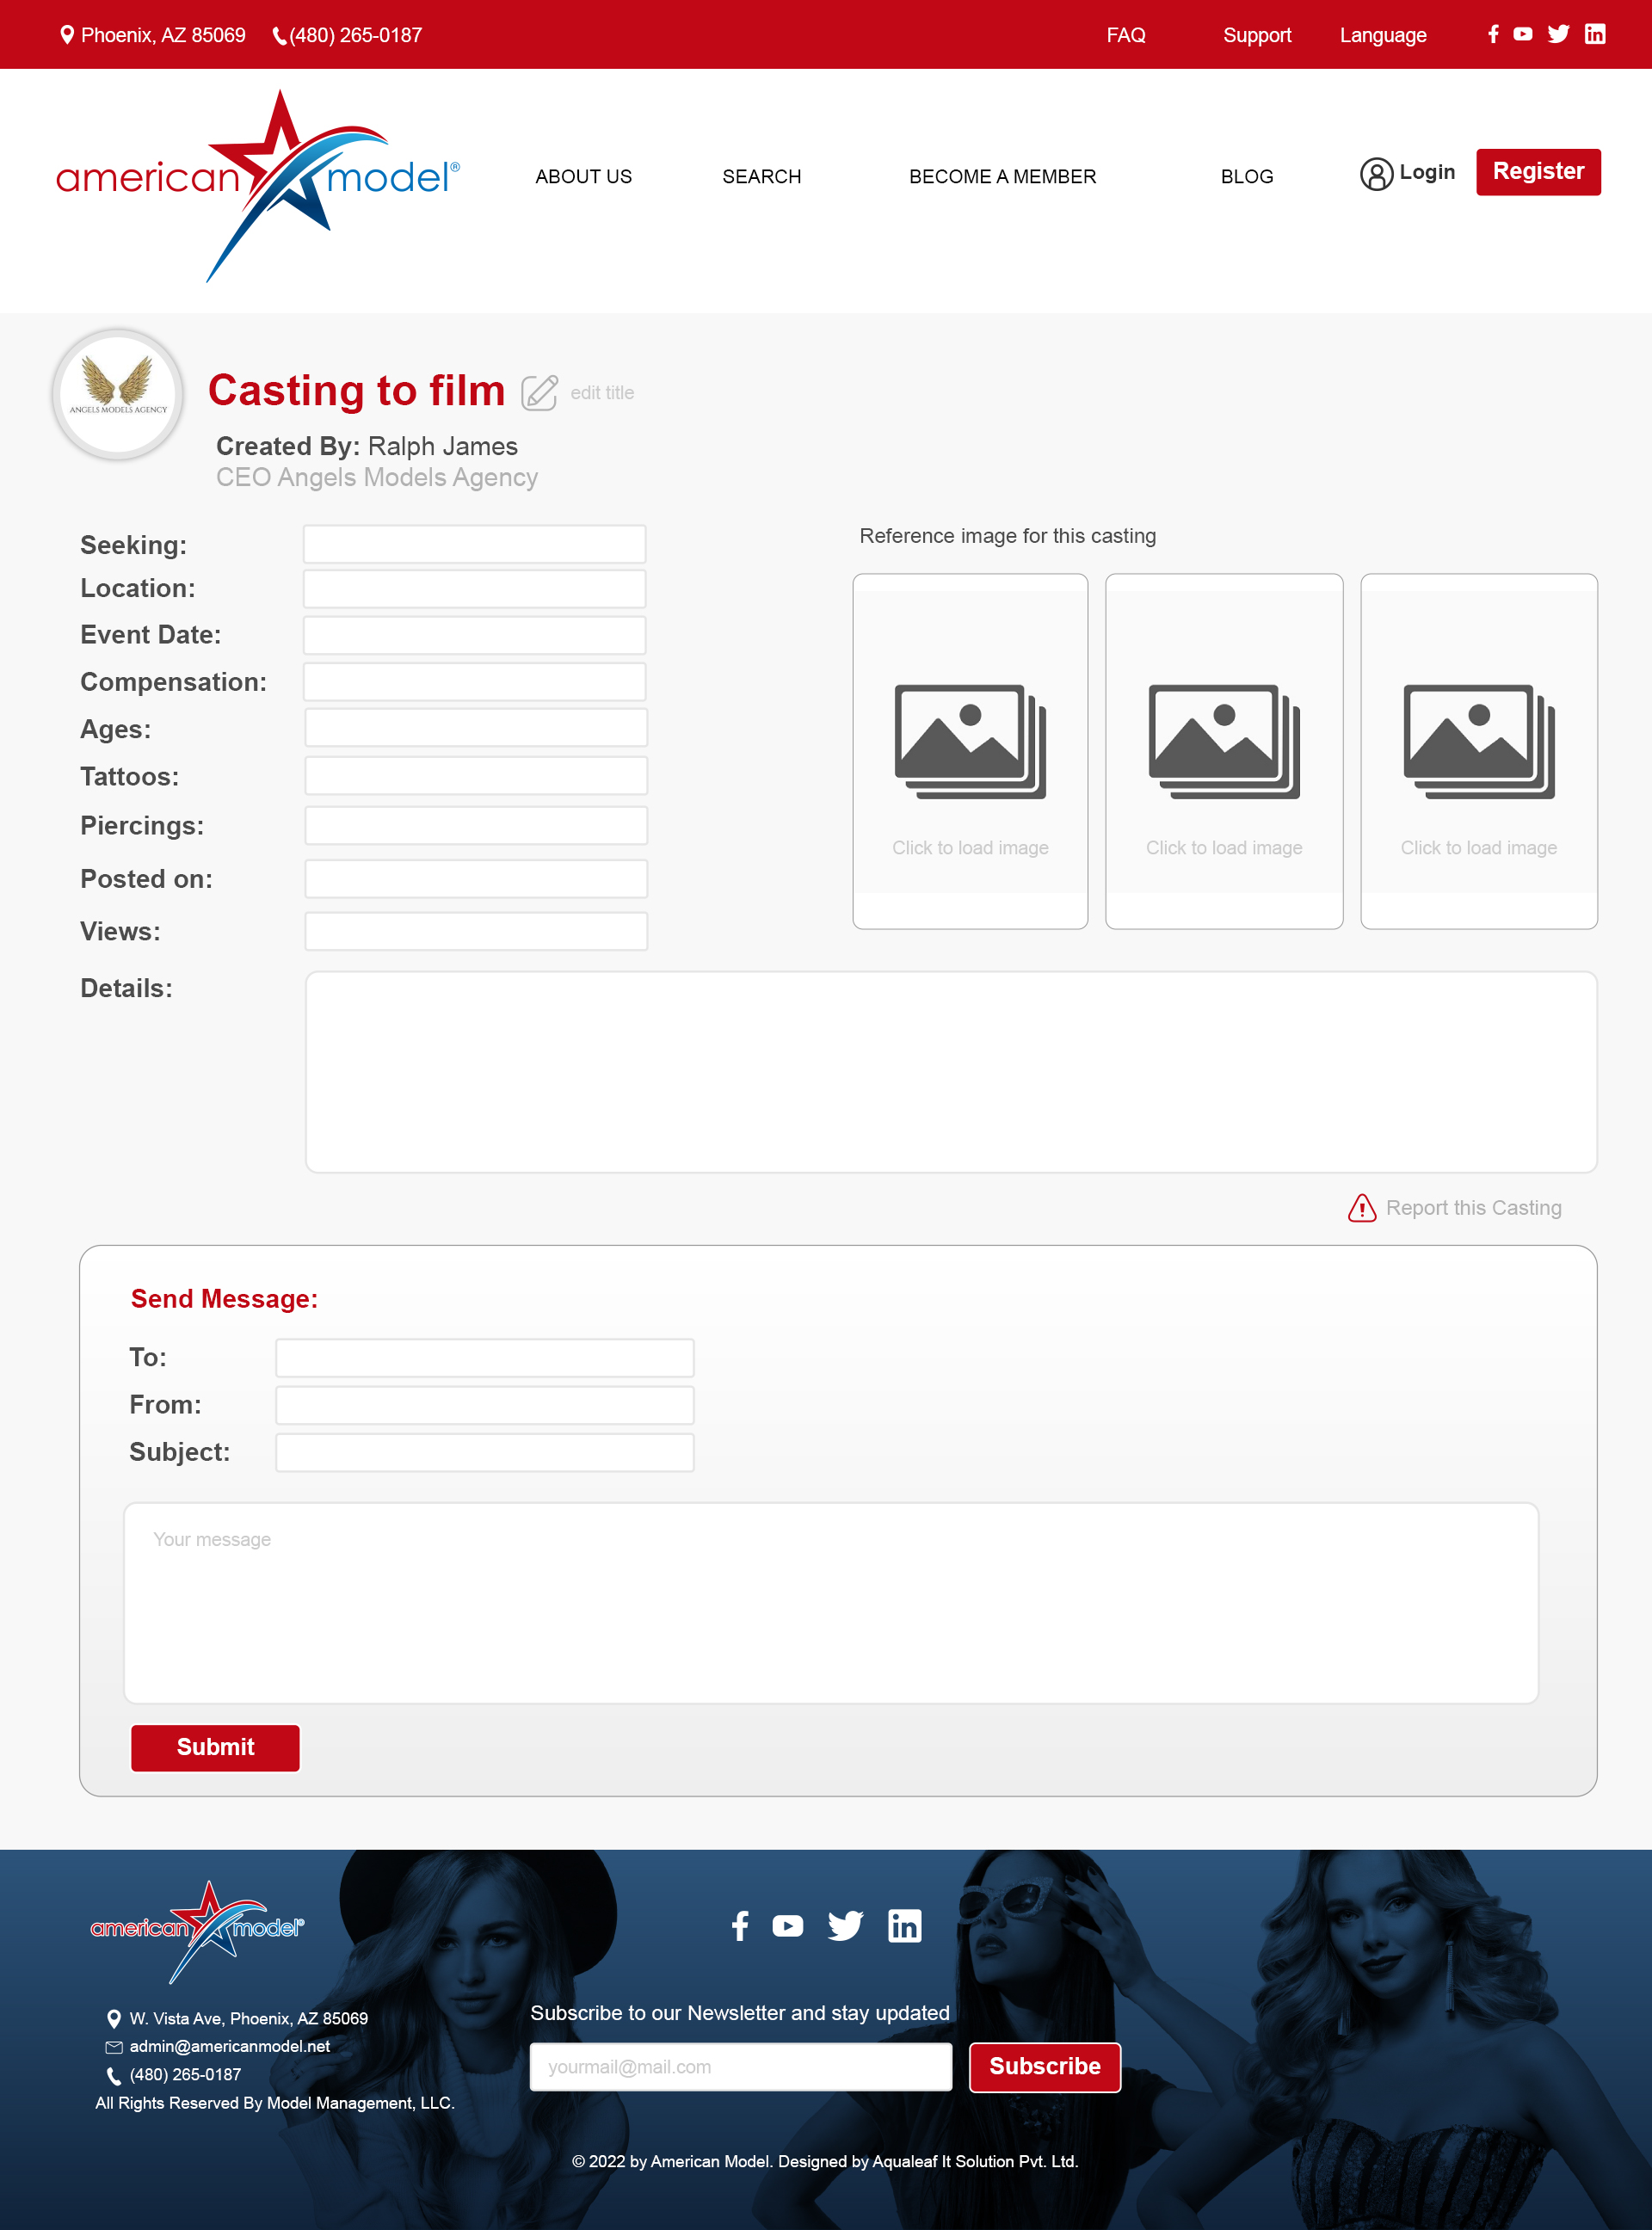 Phoenix, AZ 85069 (480) 265-0187 FAQ Support Language
american model®
ABOUT US SEARCH BECOME A MEMBER BLOG Login Register
ANGELS MODELS AGENCY
Casting to film edit title
Created By: Ralph James
CEO Angels Models Agency
Seeking:
Location:
Event Date:
Compensation:
Ages:
Tattoos:
Piercings:
Posted on:
Views:
Reference image for this casting
Click to load image Click to load image Click to load image
Details:
Report this Casting
Send Message:
To:
From:
Subject:
Your message
Submit
american model®
W. Vista Ave, Phoenix, AZ 85069
admin@americanmodel.net
(480) 265-0187
All Rights Reserved By Model Management, LLC.
Subscribe to our Newsletter and stay updated
yourmail@mail.com Subscribe
© 2022 by American Model. Designed by Aqualeaf It Solution Pvt. Ltd.